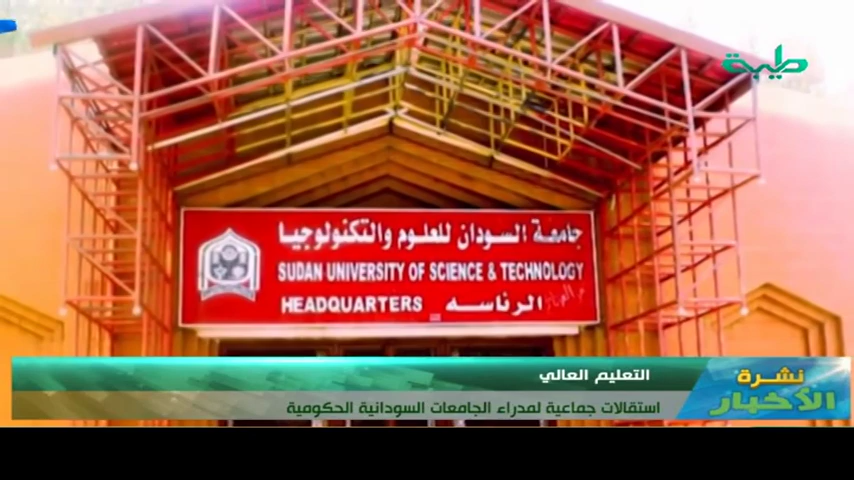 طيبة
جامعة السودان للعلوم والتكنولوجيا
SUDAN UNIVERSITY OF SCIENCE & TECHNOLOGY
HEADQUARTERS الرئاسه
التعليم العالي
استقالات جماعية لمدراء الجامعات السودانية الحكومية
نشرة
الأخبار